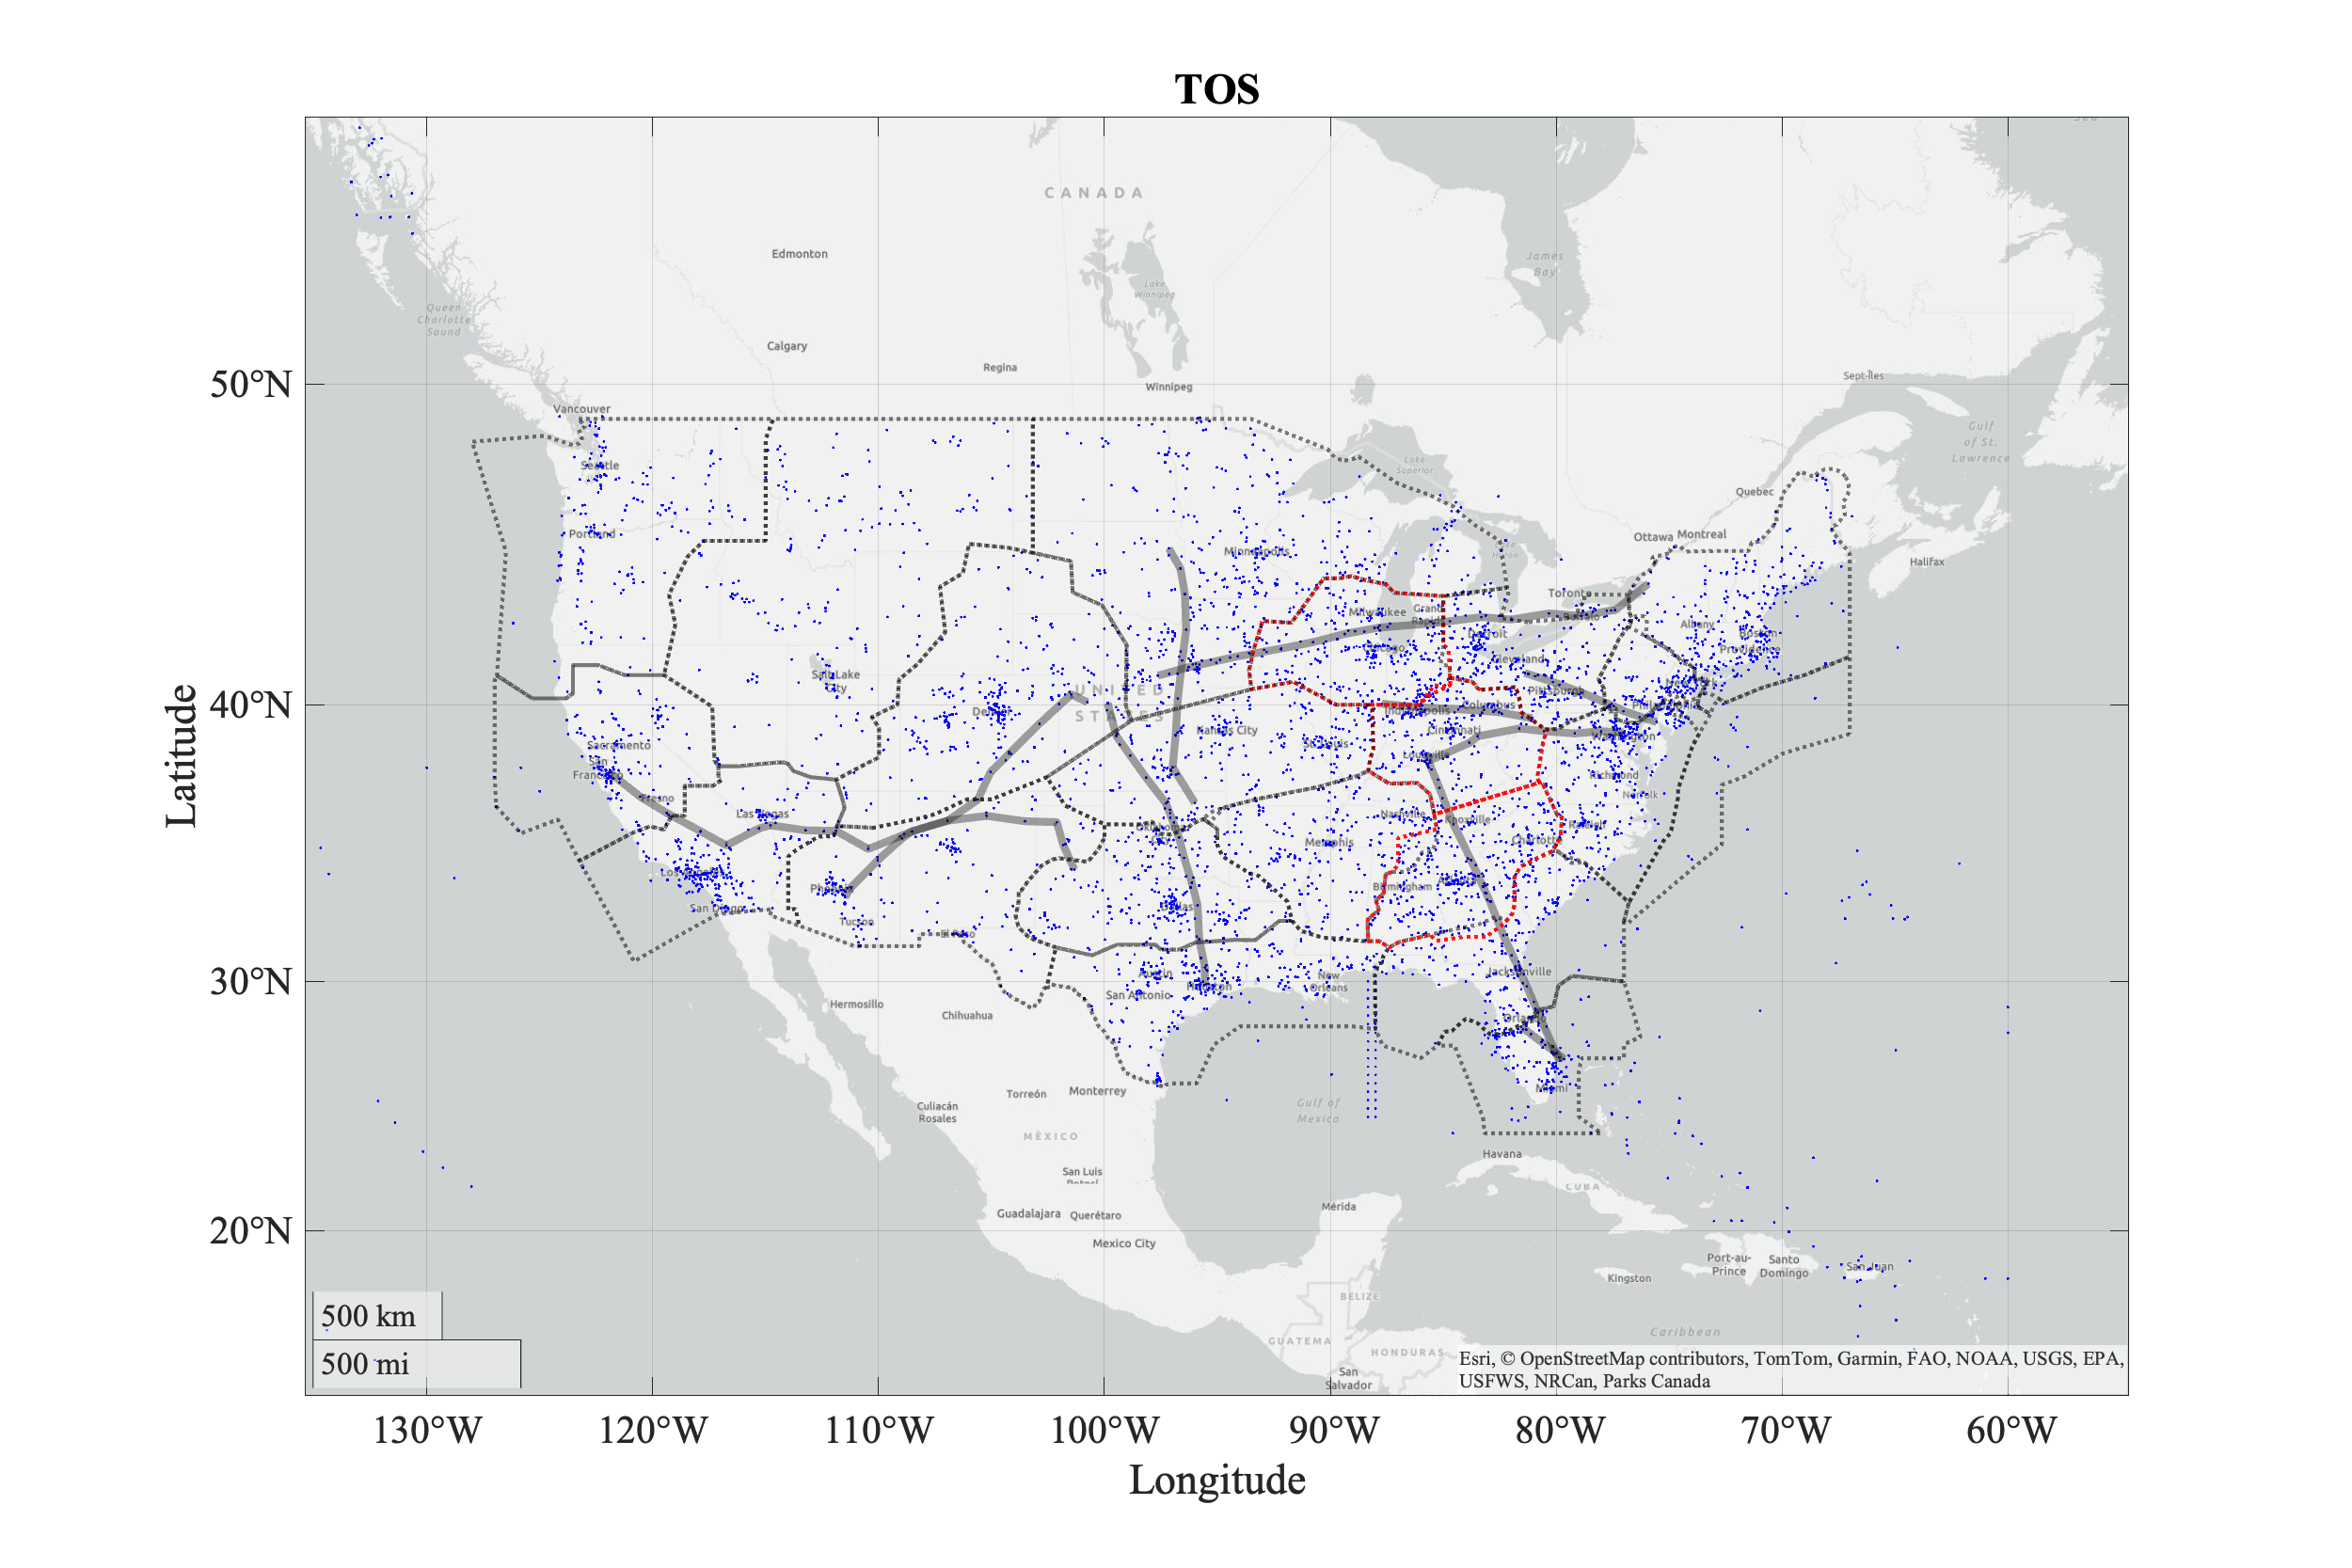 TOS
Sea
CANADA
Edmonton
James
Bay
Lake
Winnipeg
Queen
Charlotte
Sound
Calgary
Regina
Winnipeg
Sept-Îles
50°N
Vancouver
Gulf
of St.
Lawrence
Seattle
Lake
Superior
Quebec
Portland
Ottawa
Montreal
Minneapolis
Halifax
Toronto
Milwaukee
Grand
Rapids
Buffalo
Albany
Detroit
Boston
Chicago
Providence
Cleveland
Salt Lake
City
UNITED
STATES
Pittsburgh
New York
40°N
Denver
Indianapolis
Columbus
Philadelphia
Kansas City
Cincinnati
Washington
Sacramento
St. Louis
San
Francisco
Louisville
Richmond
Fresno
Norfolk
Las Vegas
Nashville
Knoxville
Raleigh
Oklahoma
City
Memphis
Charlotte
Los Angeles
Phoenix
Birmingham
Atlanta
San Diego
Dallas
Tucson
El Paso
Latitude
30°N
Austin
New
Orleans
Jacksonville
San Antonio
Houston
Hermosillo
Chihuahua
Orlando
Miami
Torreón
Monterrey
Culiacán
Rosales
Gulf of
Mexico
MÉXICO
Havana
San Luis
Potosí
CUBA
Guadalajara
Querétaro
Mérida
20°N
Mexico City
Port-au-
Prince
Santo
Domingo
San Juan
Kingston
BELIZE
500 km
GUATEMA
Caribbean
HONDURAS
500 mi
San
Salvador
Esri, © OpenStreetMap contributors, TomTom, Garmin, FAO, NOAA, USGS, EPA,
USFWS, NRCan, Parks Canada
130°W
120°W
110°W
100°W
90°W
80°W
70°W
60°W
Longitude